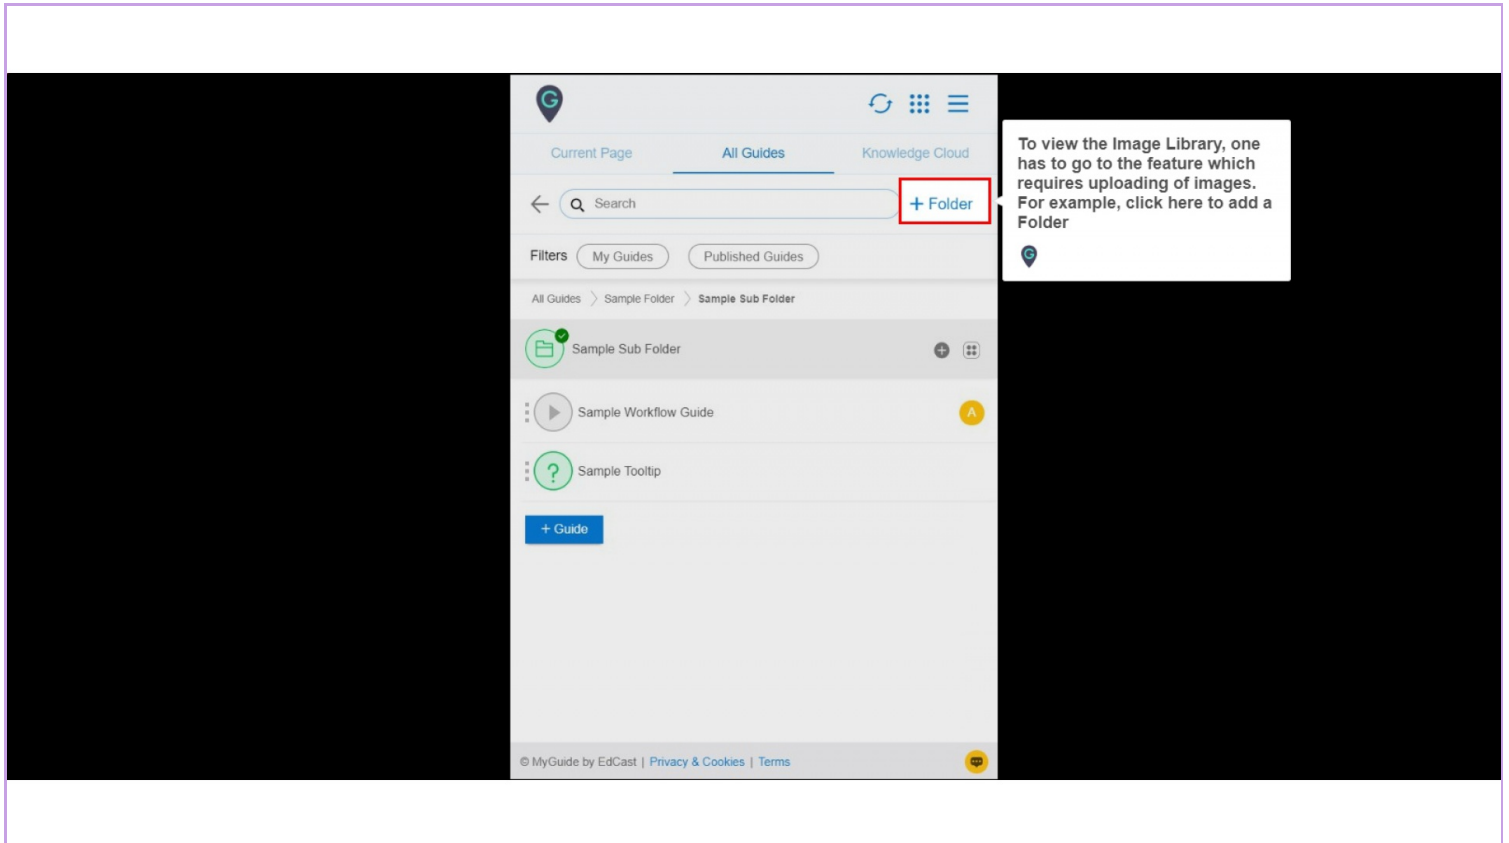 G
Current Page
All Guides
Knowledge Cloud
Search
+ Folder
To view the Image Library, one
has to go to the feature which
requires uploading of images.
For example, click here to add a
Folder
G
Filters
My Guides
Published Guides
All Guides
Sample Folder
Sample Sub Folder
Sample Sub Folder
Sample Workflow Guide
A
Sample Tooltip
+ Guide
© MyGuide by EdCast | Privacy & Cookies | Terms